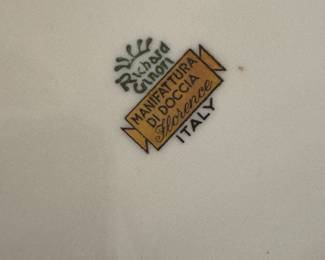 Richard
Ginori
MANIFATTURA
DI DOCCIA
Florence
ITALY